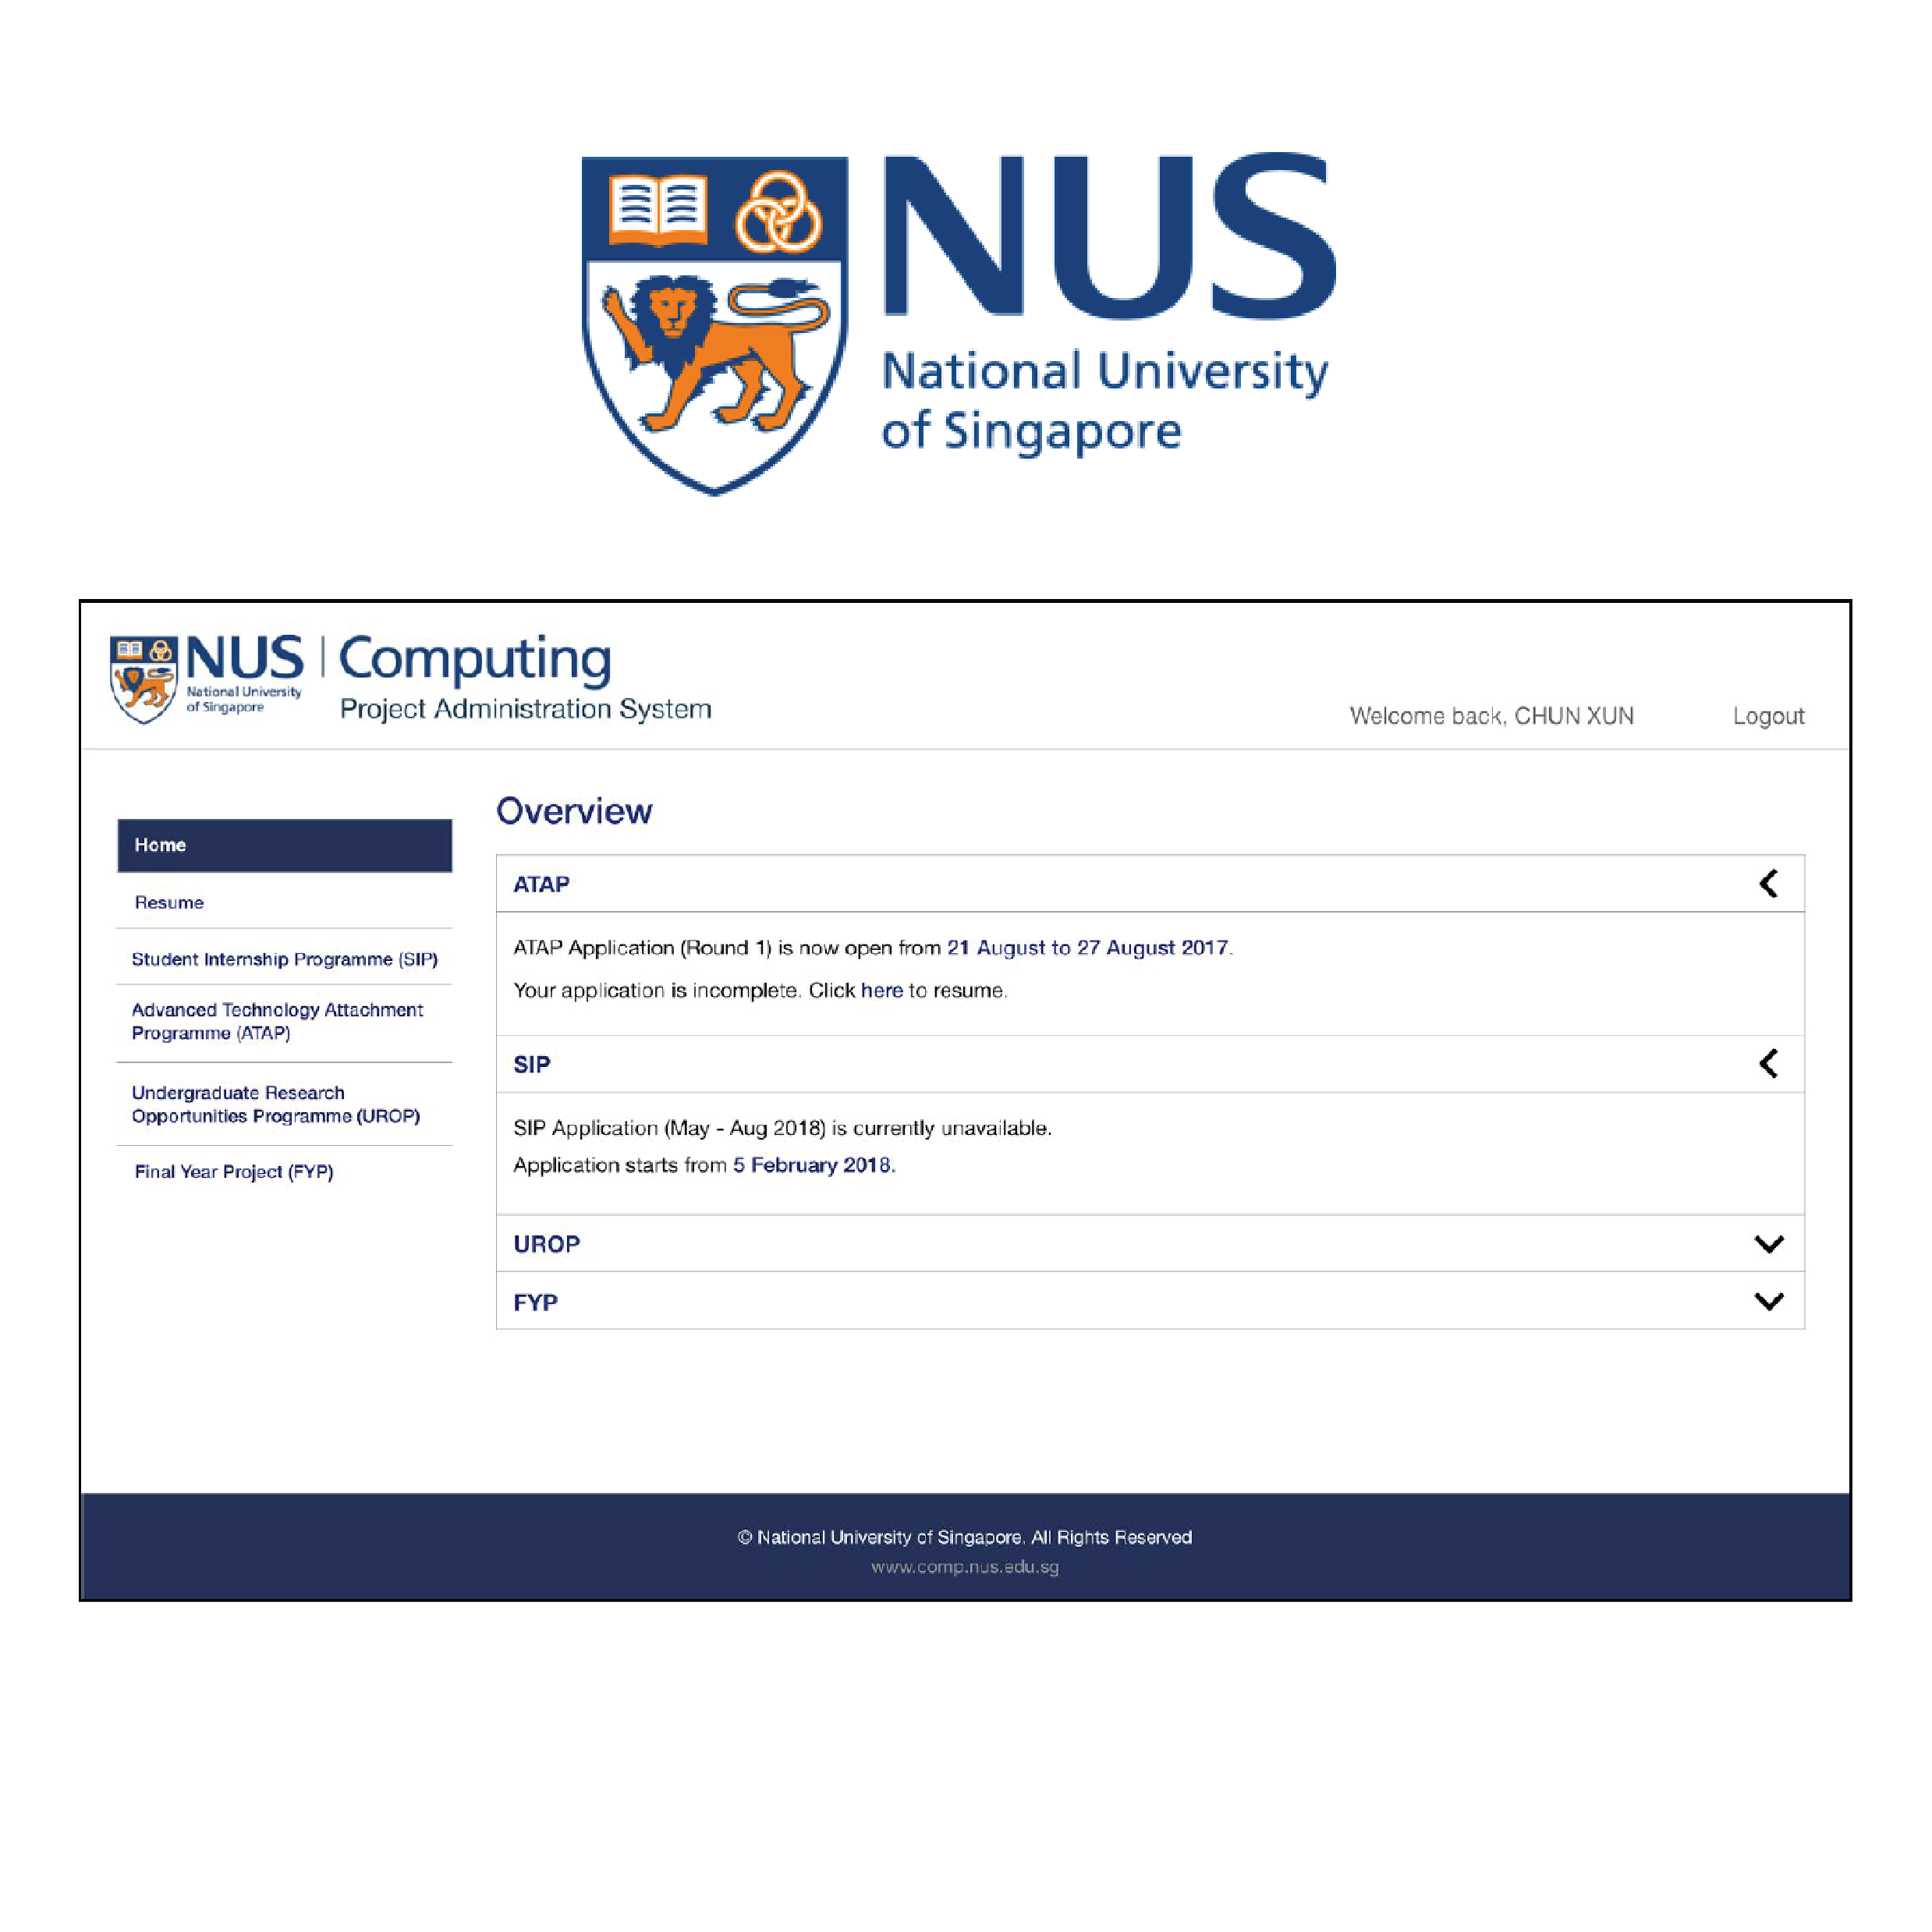 NUS
National University
of Singapore
NUS | Computing
National University
of Singapore
Project Administration System
Welcome back, CHUN XUN
Logout
Home
Resume
Student Internship Programme (SIP)
Advanced Technology Attachment
Programme (ATAP)
Undergraduate Research
Opportunities Programme (UROP)
Final Year Project (FYP)
Overview
ATAP
ATAP Application (Round 1) is now open from 21 August to 27 August 2017.
Your application is incomplete. Click here to resume.
SIP
SIP Application (May - Aug 2018) is currently unavailable.
Application starts from 5 February 2018.
UROP
FYP
© National University of Singapore. All Rights Reserved
www.comp.nus.edu.sg